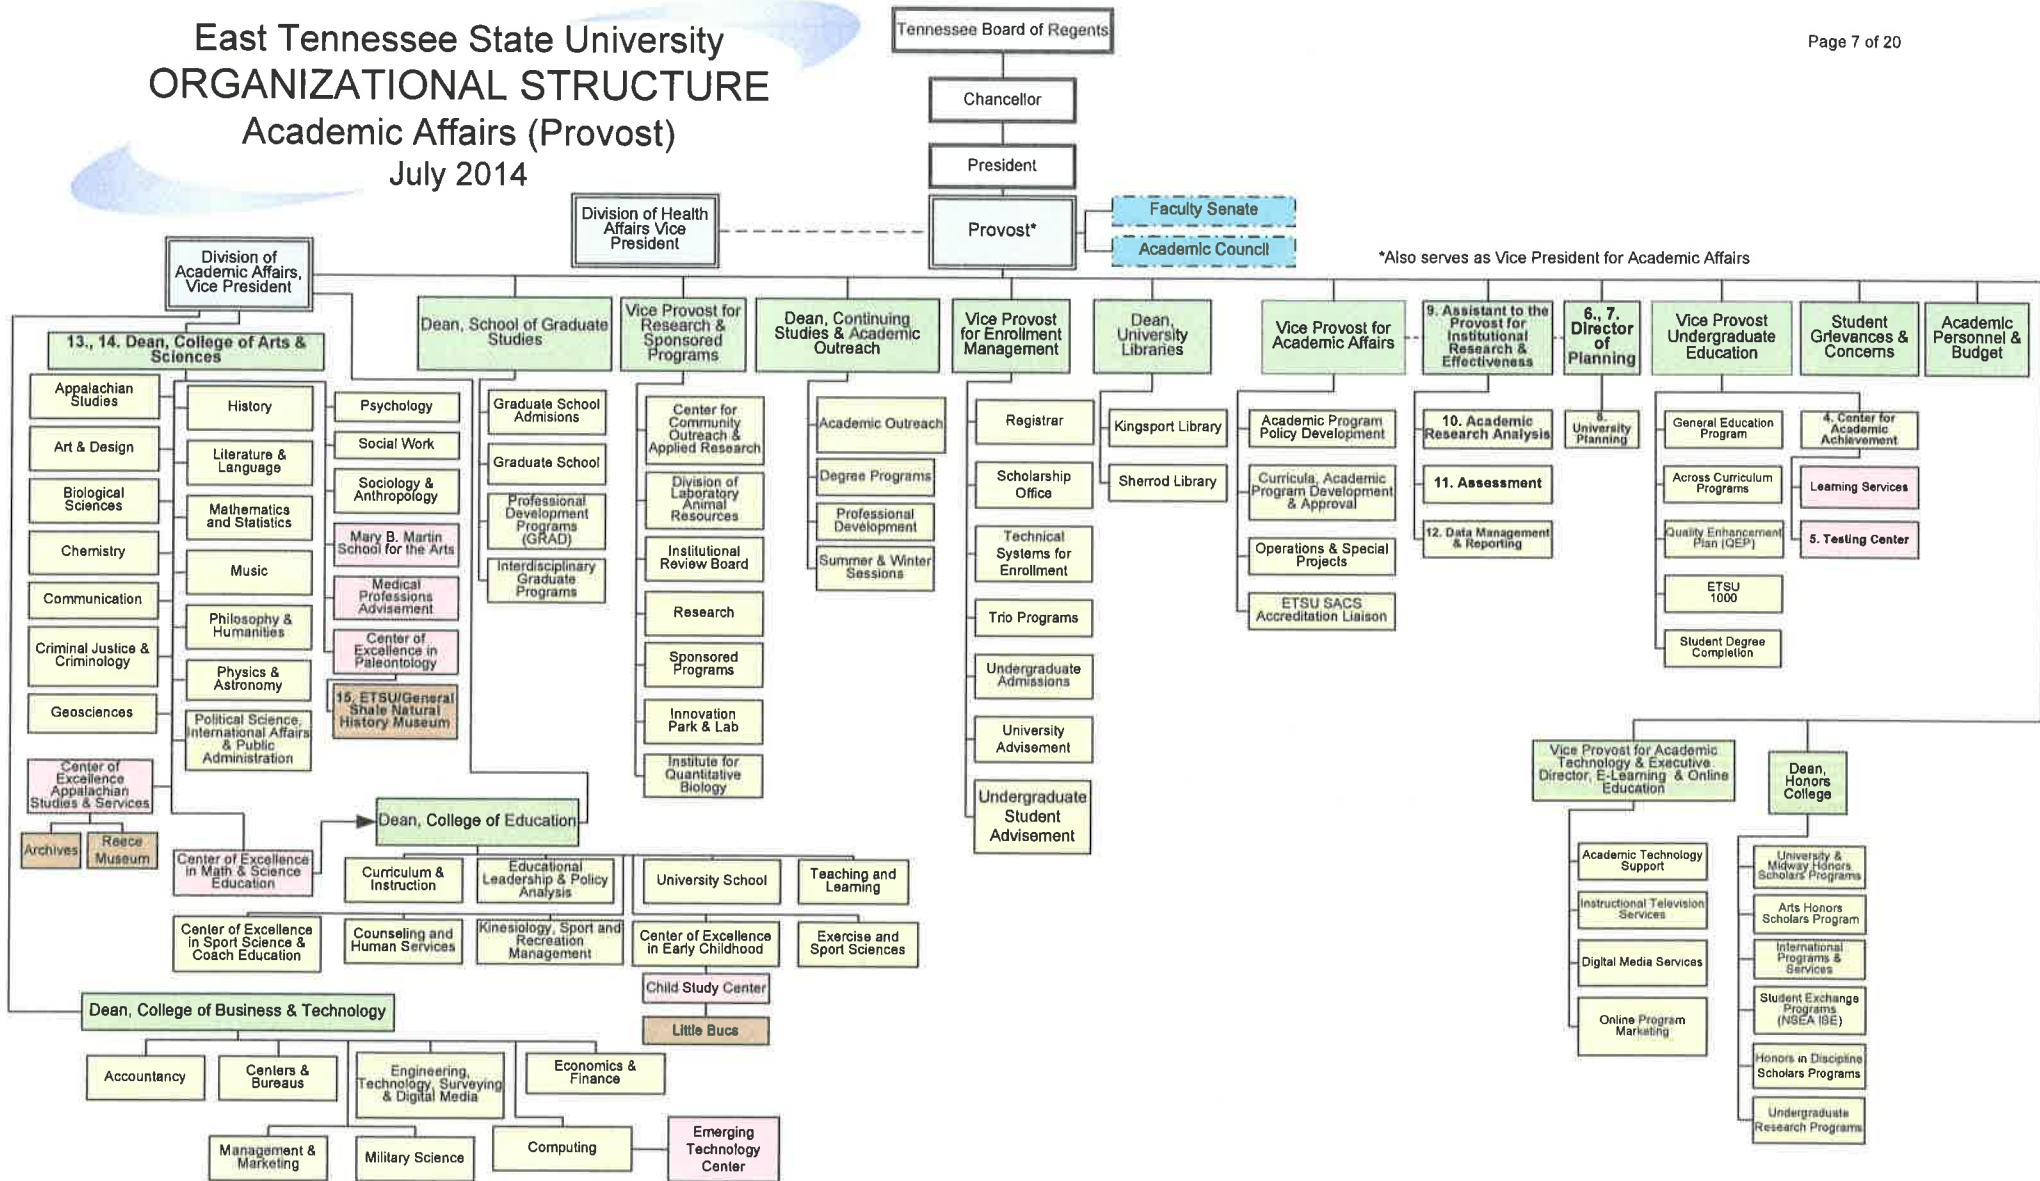 East Tennessee State University
ORGANIZATIONAL STRUCTURE
Academic Affairs (Provost)
July 2014
Page 7 of 20
Tennessee Board of Regents
Chancellor
President
Provost*
Faculty Senate
Academic Council
Division of Health
Affairs Vice
President
Division of
Academic Affairs,
Vice President
*Also serves as Vice President for Academic Affairs
13., 14. Dean, College of Arts &
Sciences
Dean, School of Graduate
Studies
Vice Provost for
Research &
Sponsored
Programs
Dean, Continuing
Studies & Academic
Outreach
Vice Provost
for Enrollment
Management
Dean,
University
Libraries
Vice Provost for
Academic Affairs
9. Assistant to the
Provost for
Institutional
Research &
Effectiveness
6., 7.
Director
of
Planning
Vice Provost
Undergraduate
Education
Student
Grievances &
Concerns
Academic
Personnel &
Budget
Appalachian
Studies
Art & Design
Biological
Sciences
Chemistry
Communication
Criminal Justice &
Criminology
Geosciences
Center of
Excellence
Appalachian
Studies & Services
Archives
Reece
Museum
History
Literature &
Language
Mathematics
and Statistics
Music
Philosophy &
Humanities
Physics &
Astronomy
Political Science,
International Affairs
& Public
Administration
Center of Excellence
in Math & Science
Education
Psychology
Social Work
Sociology &
Anthropology
Mary B. Martin
School for the Arts
Medical
Professions
Advisement
Center of
Excellence in
Paleontology
15. ETSU/General
Shale Natural
History Museum
Graduate School
Admisions
Graduate School
Professional
Development
Programs
(GRAD)
Interdisciplinary
Graduate
Programs
Center for
Community
Outreach &
Applied Research
Division of
Laboratory
Animal
Resources
Institutional
Review Board
Research
Sponsored
Programs
Innovation
Park & Lab
Institute for
Quantitative
Biology
Academic Outreach
Degree Programs
Professional
Development
Summer & Winter
Sessions
Registrar
Scholarship
Office
Technical
Systems for
Enrollment
Trio Programs
Undergraduate
Admissions
University
Advisement
Undergraduate
Student
Advisement
Kingsport Library
Sherrod Library
Academic Program
Policy Development
Curricula, Academic
Program Development
& Approval
Operations & Special
Projects
ETSU SACS
Accreditation Liaison
10. Academic
Research Analysis
11. Assessment
12. Data Management
& Reporting
8.
University
Planning
General Education
Program
Across Curriculum
Programs
Quality Enhancement
Plan (QEP)
ETSU
1000
Student Degree
Completion
4. Center for
Academic
Achievement
Learning Services
5. Testing Center
Dean, College of Education
Curriculum &
Instruction
Educational
Leadership & Policy
Analysis
University School
Teaching and
Learning
Center of Excellence
in Sport Science &
Coach Education
Counseling and
Human Services
Kinesiology, Sport and
Recreation
Management
Center of Excellence
in Early Childhood
Exercise and
Sport Sciences
Child Study Center
Little Bucs
Dean, College of Business & Technology
Accountancy
Centers &
Bureaus
Engineering,
Technology, Surveying
& Digital Media
Economics &
Finance
Management &
Marketing
Military Science
Computing
Emerging
Technology
Center
Vice Provost for Academic
Technology & Executive
Director, E-Learning & Online
Education
Dean,
Honors
College
Academic Technology
Support
Instructional Television
Services
Digital Media Services
Online Program
Marketing
University &
Midway Honors
Scholars Programs
Arts Honors
Scholars Program
International
Programs &
Services
Student Exchange
Programs
(NSEA ISE)
Honors in Discipline
Scholars Programs
Undergraduate
Research Programs